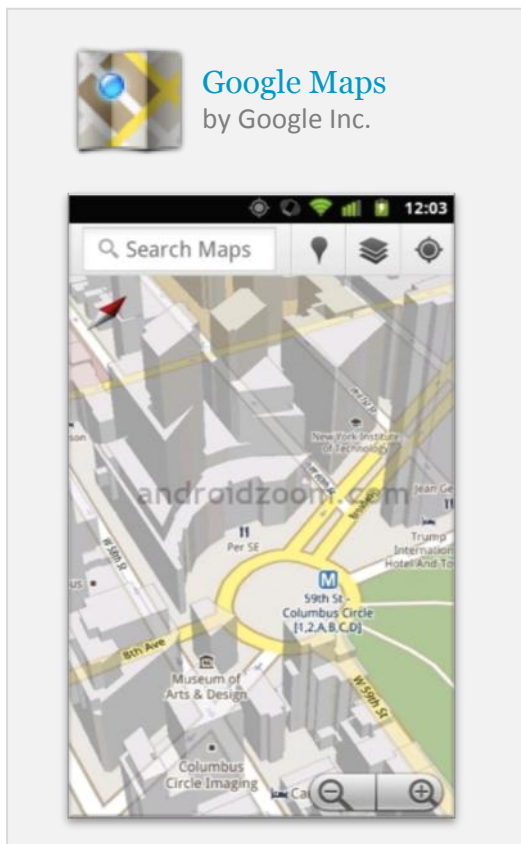 Google Maps
by Google Inc.
12:03
Search Maps
New York Institute
of Technology
androidzoom.com
Per SE
W 58th St
Trump
International
Hotel And To
M
59th St -
Columbus Circle
[1,2,A,B,C,D]
8th Ave
Museum of
Arts & Design
W 59th St
Columbus
Circle Imaging